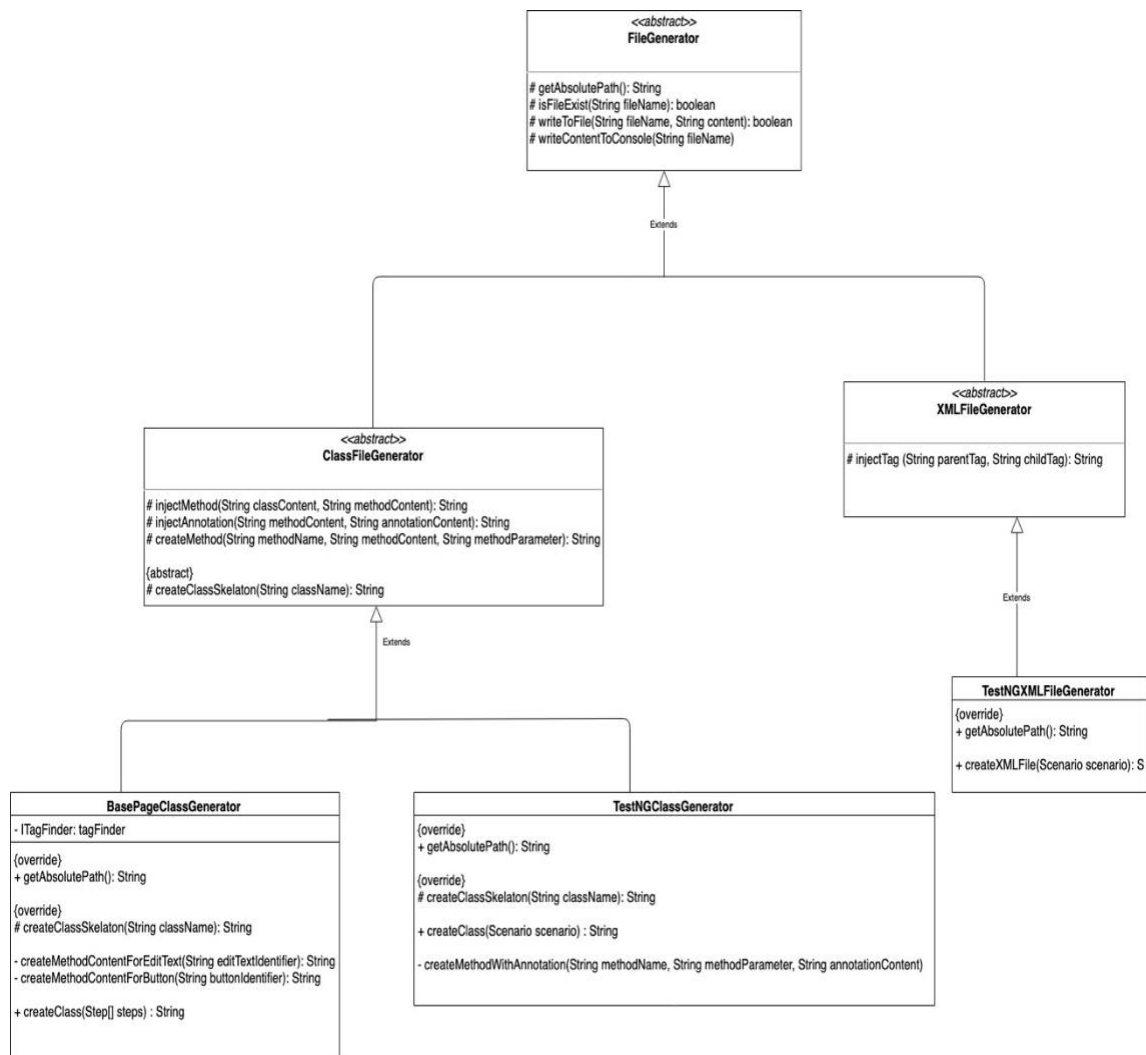 <<abstract>>
FileGenerator
# getAbsolutePath(): String
# isFileExist(String fileName): boolean
# writeToFile(String fileName, String content): boolean
# writeContentToConsole(String fileName)
Extends
<<abstract>>
XMLFileGenerator
# injectTag (String parentTag, String childTag): String
<<abstract>>
ClassFileGenerator
# injectMethod(String classContent, String methodContent): String
# injectAnnotation(String methodContent, String annotationContent): String
# createMethod(String methodName, String methodContent, String methodParameter): String
{abstract}
# createClassSkelaton(String className): String
Extends
Extends
TestNGXMLFileGenerator
{override}
+ getAbsolutePath(): String
+ createXMLFile(Scenario scenario): S
BasePageClassGenerator
- ITagFinder: tagFinder
{override}
+ getAbsolutePath(): String
{override}
# createClassSkelaton(String className): String
- createMethodContentForEditText(String editTextIdentifier): String
- createMethodContentForButton(String buttonIdentifier): String
+ createClass(Step[] steps) : String
TestNGClassGenerator
{override}
+ getAbsolutePath(): String
{override}
# createClassSkelaton(String className): String
+ createClass(Scenario scenario) : String
- createMethodWithAnnotation(String methodName, String methodParameter, String annotationContent)